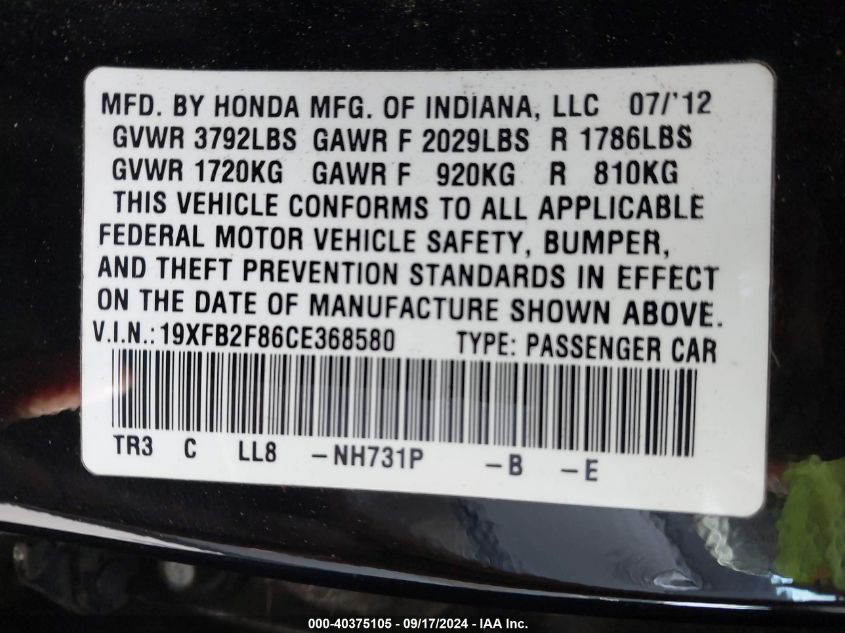 MFD. BY HONDA MFG. OF INDIANA, LLC 07/'12
GVWR 3792LBS GAWR F 2029LBS R 1786LBS
GVWR 1720KG GAWR F 920KG R 810KG
THIS VEHICLE CONFORMS TO ALL APPLICABLE
FEDERAL MOTOR VEHICLE SAFETY, BUMPER,
AND THEFT PREVENTION STANDARDS IN EFFECT
ON THE DATE OF MANUFACTURE SHOWN ABOVE.
V.I.N.: 19XFB2F86CE368580 TYPE: PASSENGER CAR
TR3 C LL8 -NH731P -B -E
000-40375105 - 09/17/2024 - IAA Inc.